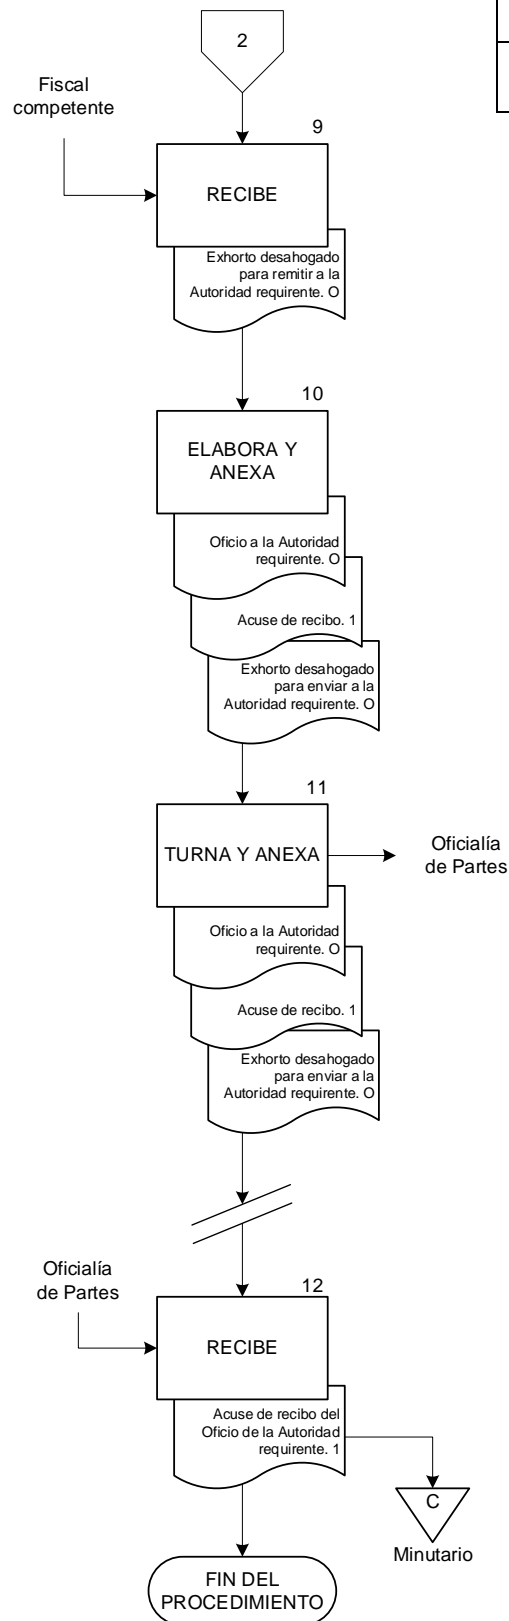 2
Fiscal
competente
9
RECIBE
Exhorto desahogado
para remitir a la
Autoridad requirente. O
10
ELABORA Y
ANEXA
Oficio a la Autoridad
requirente. O
Acuse de recibo. 1
Exhorto desahogado
para enviar a la
Autoridad requirente. O
11
TURNA Y ANEXA
Oficialía
de Partes
Oficio a la Autoridad
requirente. O
Acuse de recibo. 1
Exhorto desahogado
para enviar a la
Autoridad requirente. O
Oficialía
de Partes
12
RECIBE
Acuse de recibo del
Oficio de la Autoridad
requirente. 1
C
Minutario
FIN DEL
PROCEDIMIENTO